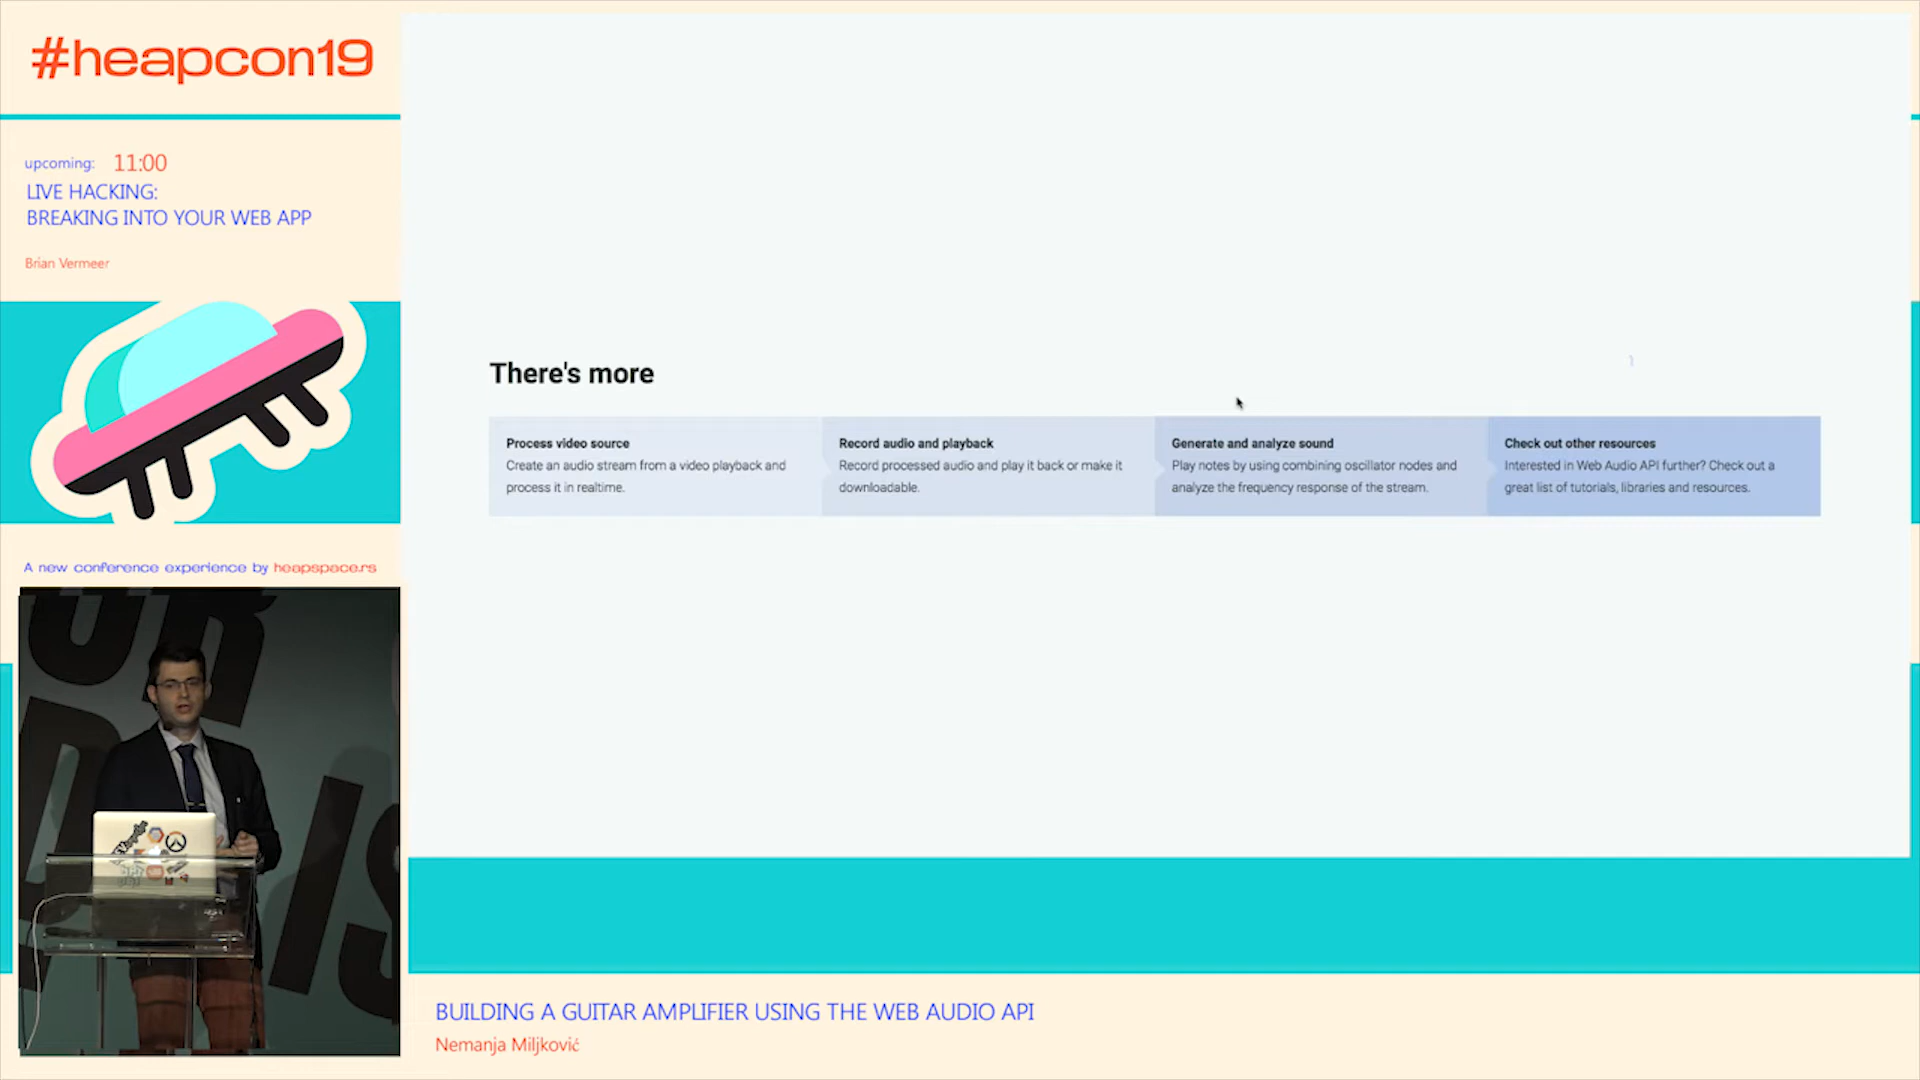 #heapcon19
upcoming: 11:00
LIVE HACKING:
BREAKING INTO YOUR WEB APP
Brian Vermeer
A new conference experience by heapspace.rs
There's more
Process video source
Create an audio stream from a video playback and
process it in realtime.
Record audio and playback
Record processed audio and play it back or make it
downloadable.
Generate and analyze sound
Play notes by using combining oscillator nodes and
analyze the frequency response of the stream.
Check out other resources
Interested in Web Audio API further? Check out a
great list of tutorials, libraries and resources.
BUILDING A GUITAR AMPLIFIER USING THE WEB AUDIO API
Nemanja Miljković